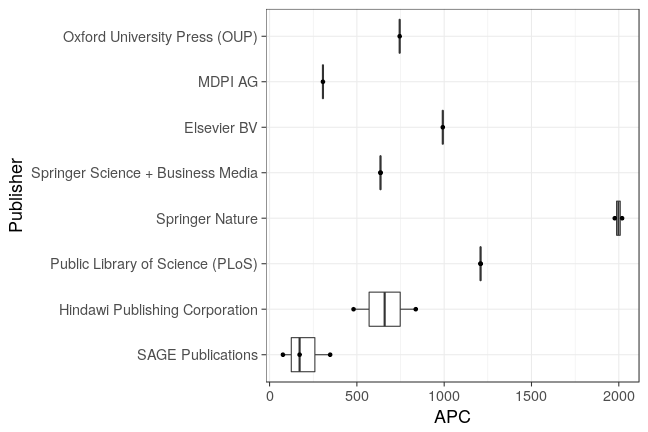 Publisher
Oxford University Press (OUP)
MDPI AG
Elsevier BV
Springer Science + Business Media
Springer Nature
Public Library of Science (PLoS)
Hindawi Publishing Corporation
SAGE Publications
0 500 1000 1500 2000
APC